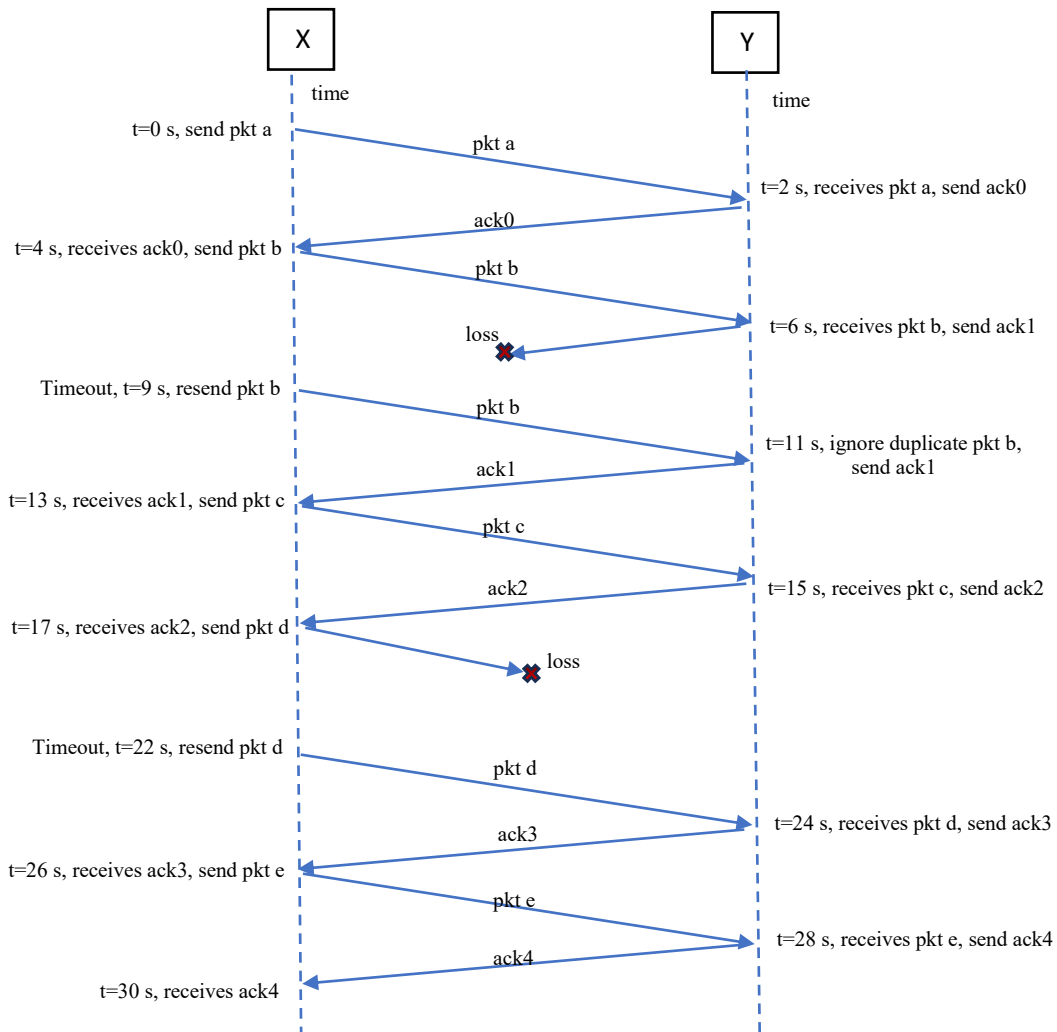 X
Y
time
time
t=0 s, send pkt a
pkt a
t=2 s, receives pkt a, send ack0
ack0
t=4 s, receives ack0, send pkt b
pkt b
t=6 s, receives pkt b, send ack1
loss
Timeout, t=9 s, resend pkt b
pkt b
t=11 s, ignore duplicate pkt b,
send ack1
ack1
t=13 s, receives ack1, send pkt c
pkt c
t=15 s, receives pkt c, send ack2
ack2
t=17 s, receives ack2, send pkt d
loss
Timeout, t=22 s, resend pkt d
pkt d
t=24 s, receives pkt d, send ack3
ack3
t=26 s, receives ack3, send pkt e
pkt e
t=28 s, receives pkt e, send ack4
ack4
t=30 s, receives ack4